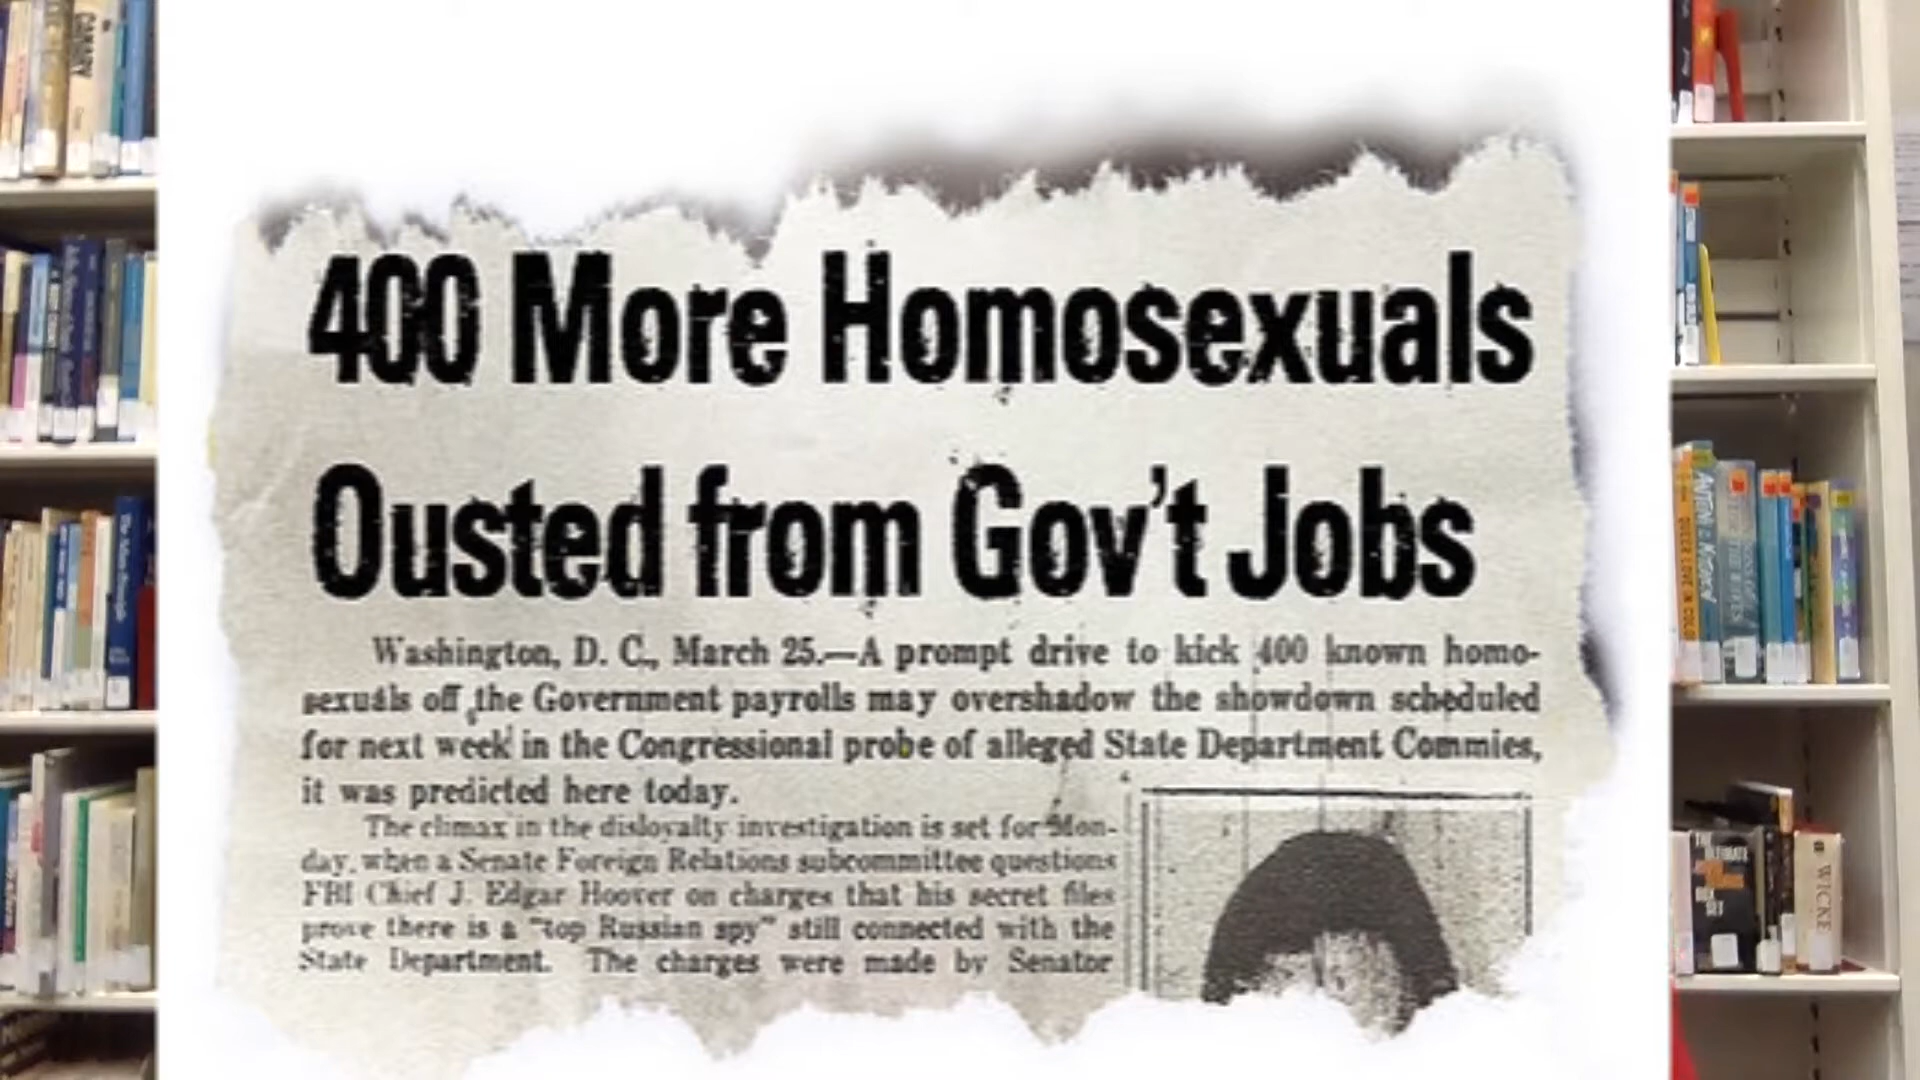 400 More Homosexuals
Ousted from Gov't Jobs
Washington, D. C., March 25.—A prompt drive to kick 400 known homo-
sexuals off the Government payrolls may overshadow the showdown scheduled
for next week in the Congressional probe of alleged State Department Commies,
it was predicted here today.
The climax in the disloyalty investigation is set for Mon-
day, when a Senate Foreign Relations subcommittee questions
FBI Chief J. Edgar Hoover on charges that his secret files
prove there is a "top Russian spy" still connected with the
State Department. The charges were made by Senator
WICKE